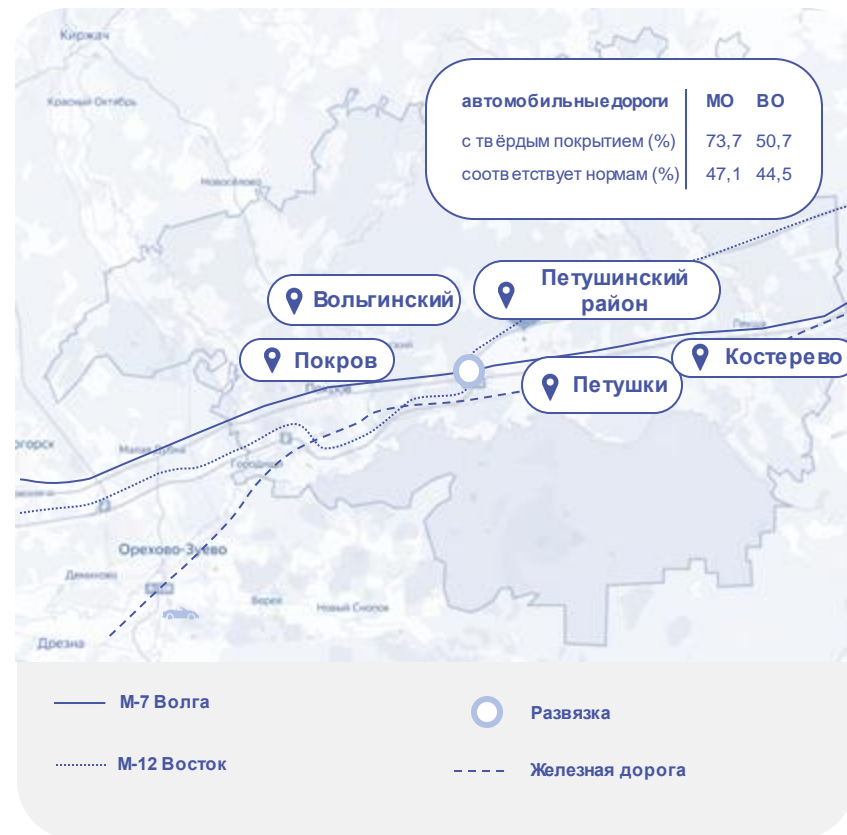 Киржач
Красный Октябрь
автомобильные дороги МО ВО
с твёрдым покрытием (%) 73,7 50,7
соответствует нормам (%) 47,1 44,5
Новосёлово
Петушинский
район
Вольгинский
Покров
Костерево
Петушки
Покров
Малая Дубна
Городищи
Орехово-Зуево
Демихово
Верея
Новый Снопок
Дрезна
М-7 Волга
Развязка
М-12 Восток
Железная дорога